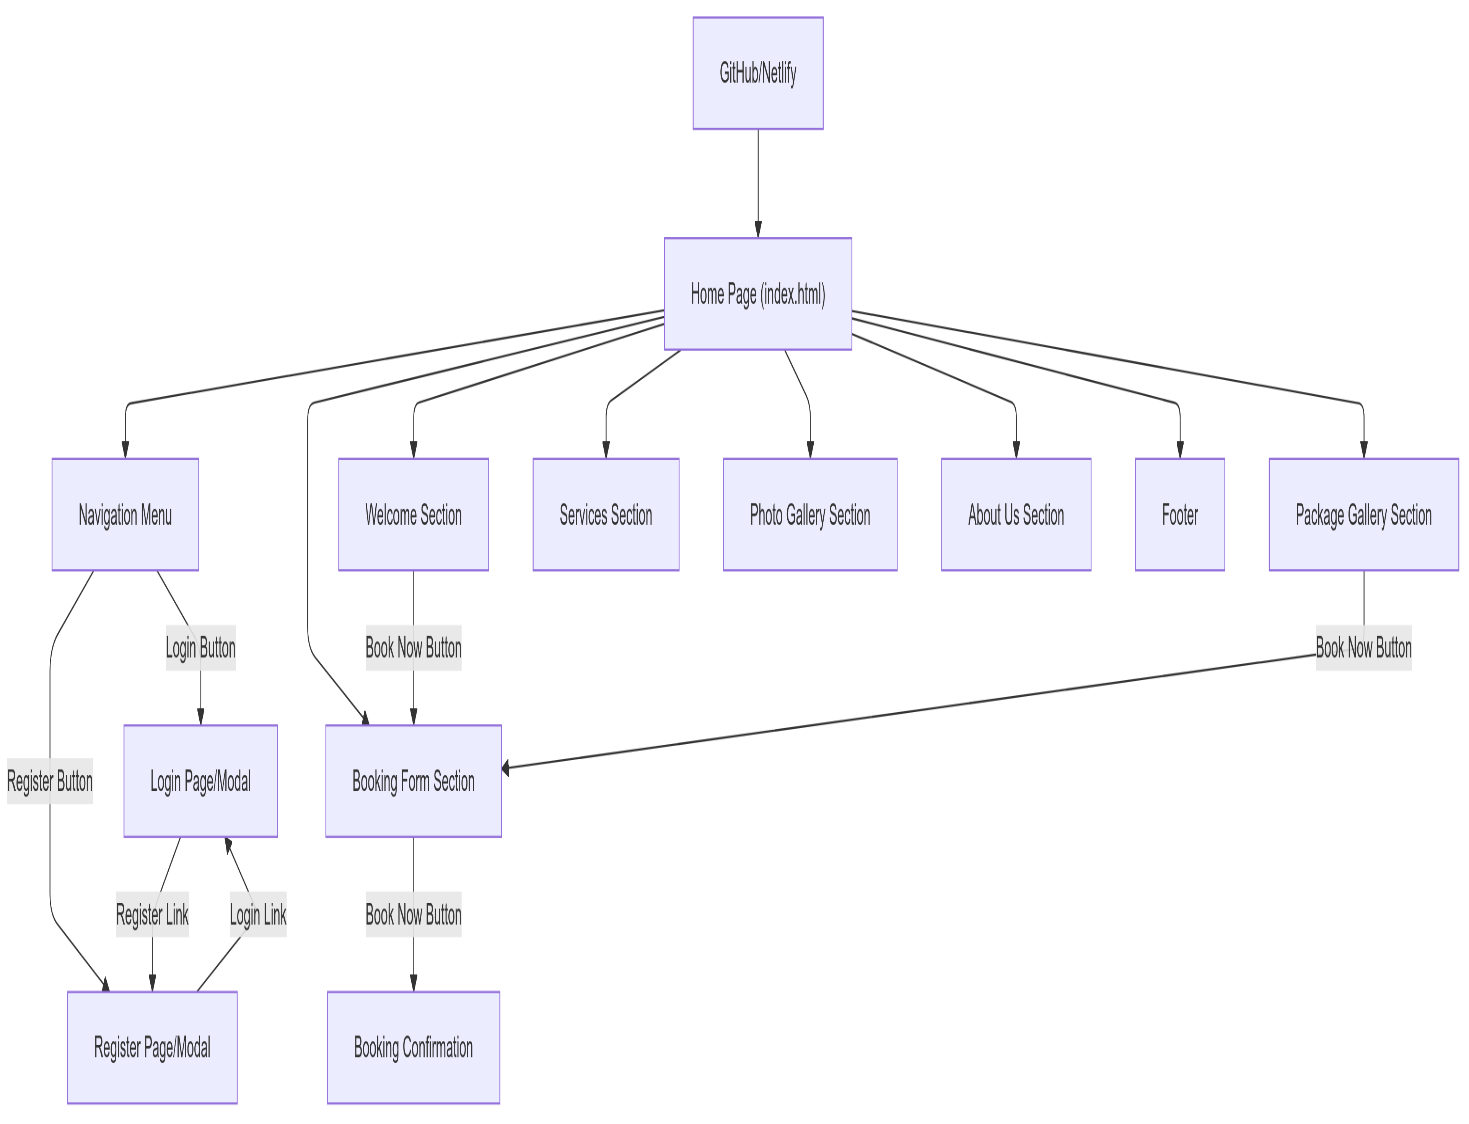 GitHub/Netlify
Home Page (index.html)
Navigation Menu
Welcome Section
Services Section
Photo Gallery Section
About Us Section
Footer
Package Gallery Section
Login Button
Book Now Button
Book Now Button
Register Button
Login Page/Modal
Booking Form Section
Register Link
Login Link
Book Now Button
Register Page/Modal
Booking Confirmation